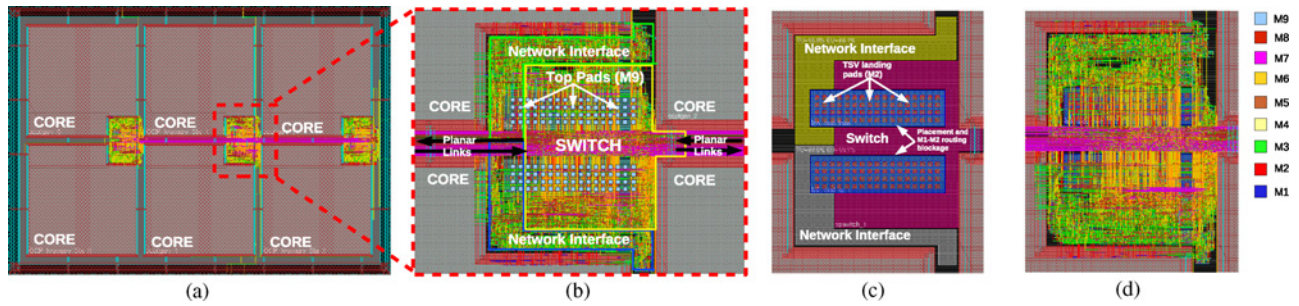 CORE
CORE
CORE
CORE
CORE
CORE
(a)
Network Interface
Top Pads (M9)
CORE
CORE
Planar
Links
SWITCH
Planar
Links
CORE
CORE
Network Interface
(b)
Network Interface
TSV landing
pads (M2)
Switch
Placement and
M1-M2 routing
blockage
Network Interface
(c)
(d)
M9
M8
M7
M6
M5
M4
M3
M2
M1